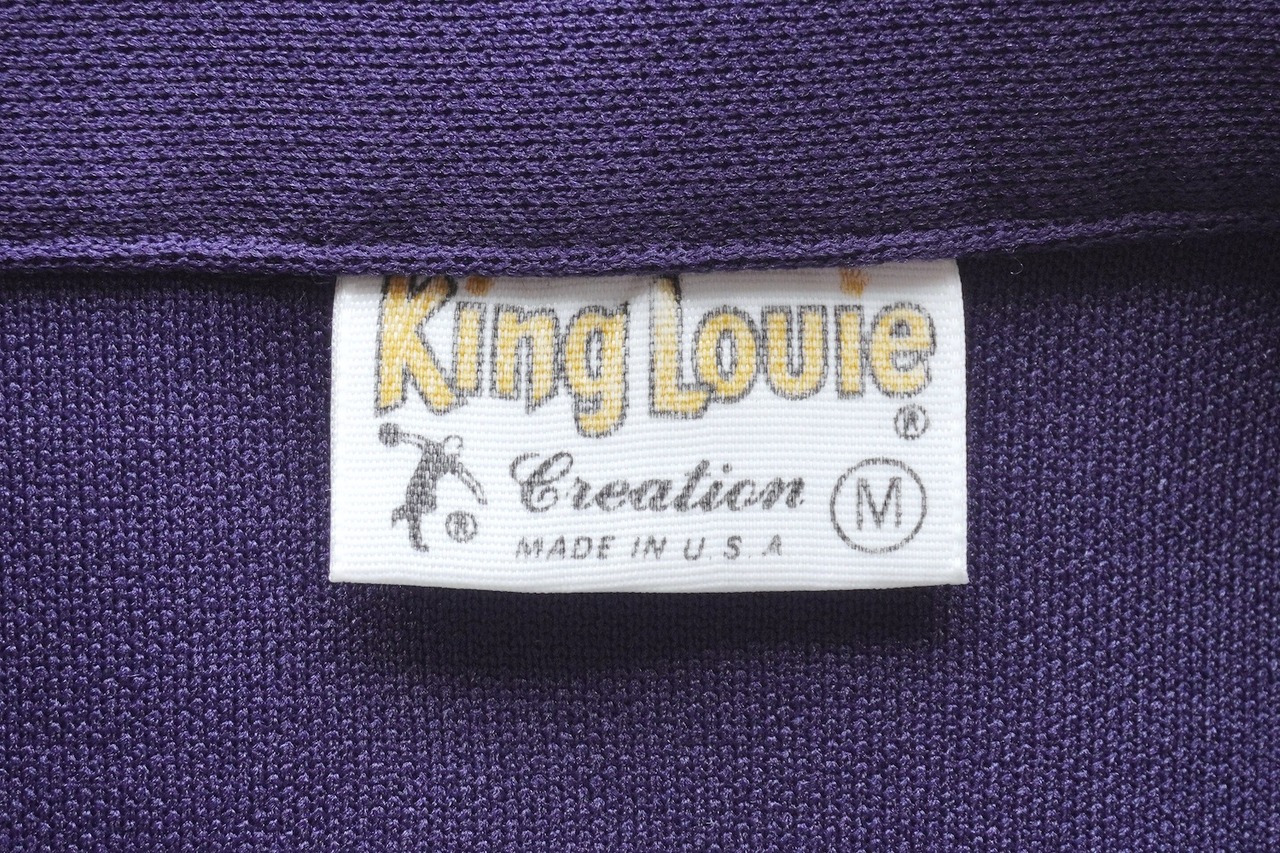 King Louie
®
Creation M
®
MADE IN U.S.A